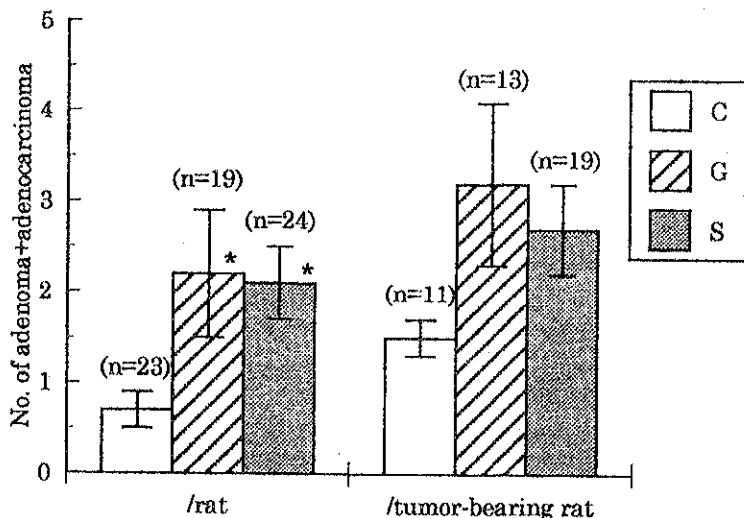 No. of adenoma+adenocarcinoma
5
4
3
2
1
0
(n=23)
(n=19)
*
(n=24)
*
(n=11)
(n=13)
(n=19)
/rat
/tumor-bearing rat
C
G
S